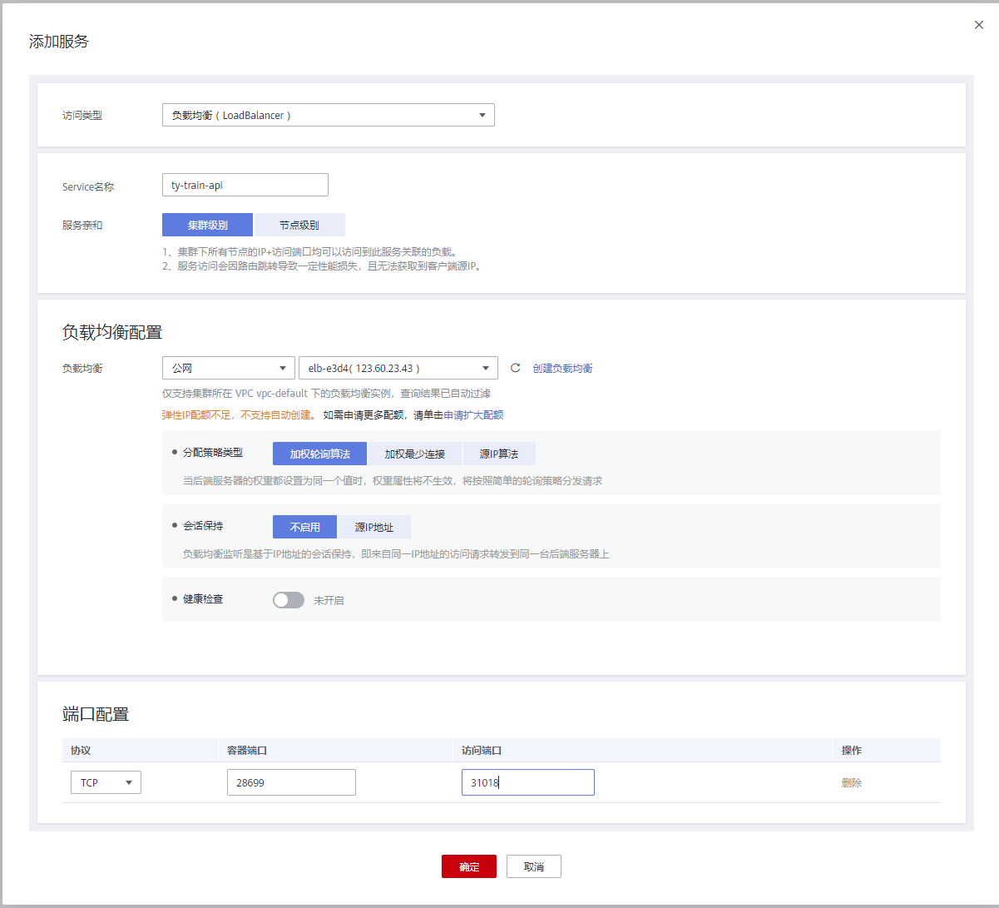 添加服务
访问类型
负载均衡 ( LoadBalancer )
Service名称
ty-train-api
服务亲和
集群级别
节点级别
1、集群下所有节点的IP+访问端口均可以访问到此服务关联的负载。
2、服务访问会因路由跳转导致一定性能损失，且无法获取到客户端源IP。
负载均衡配置
负载均衡
公网
elb-e3d4( 123.60.23.43 )
创建负载均衡
仅支持集群所在 VPC vpc-default 下的负载均衡实例，查询结果已自动过滤
弹性IP配额不足，不支持自动创建。 如需申请更多配额，请单击申请扩大配额
分配策略类型
加权轮询算法
加权最少连接
源IP算法
当后端服务器的权重都设置为同一个值时，权重属性将不生效，将按照简单的轮询策略分发请求
会话保持
不启用
源IP地址
负载均衡监听是基于IP地址的会话保持，即来自同一IP地址的访问请求转发到同一台后端服务器上
健康检查
未开启
端口配置
协议
容器端口
访问端口
操作
TCP
28699
31018
删除
确定
取消